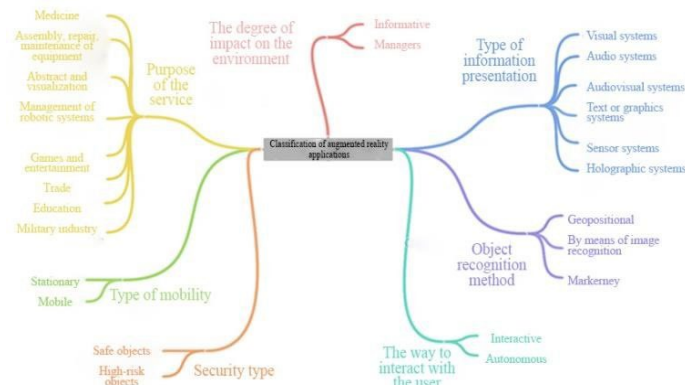 Medicine
Assembly, repair,
maintenance of
equipment
Abstract and
visualization
Management of
robotic systems
Games and
entertainment
Trade
Education
Military industry
Purpose
of the
service
The degree of
impact on the
environment
Informative
Managers
Type of
information
presentation
Visual systems
Audio systems
Audiovisual systems
Text or graphics
systems
Sensor systems
Holographic systems
Classification of augmented reality
applications
Geopositional
By means of image
recognition
Markerney
Object
recognition
method
Stationary
Mobile
Type of mobility
Safe objects
High-risk
objects
Security type
The way to
interact with
the user
Interactive
Autonomous